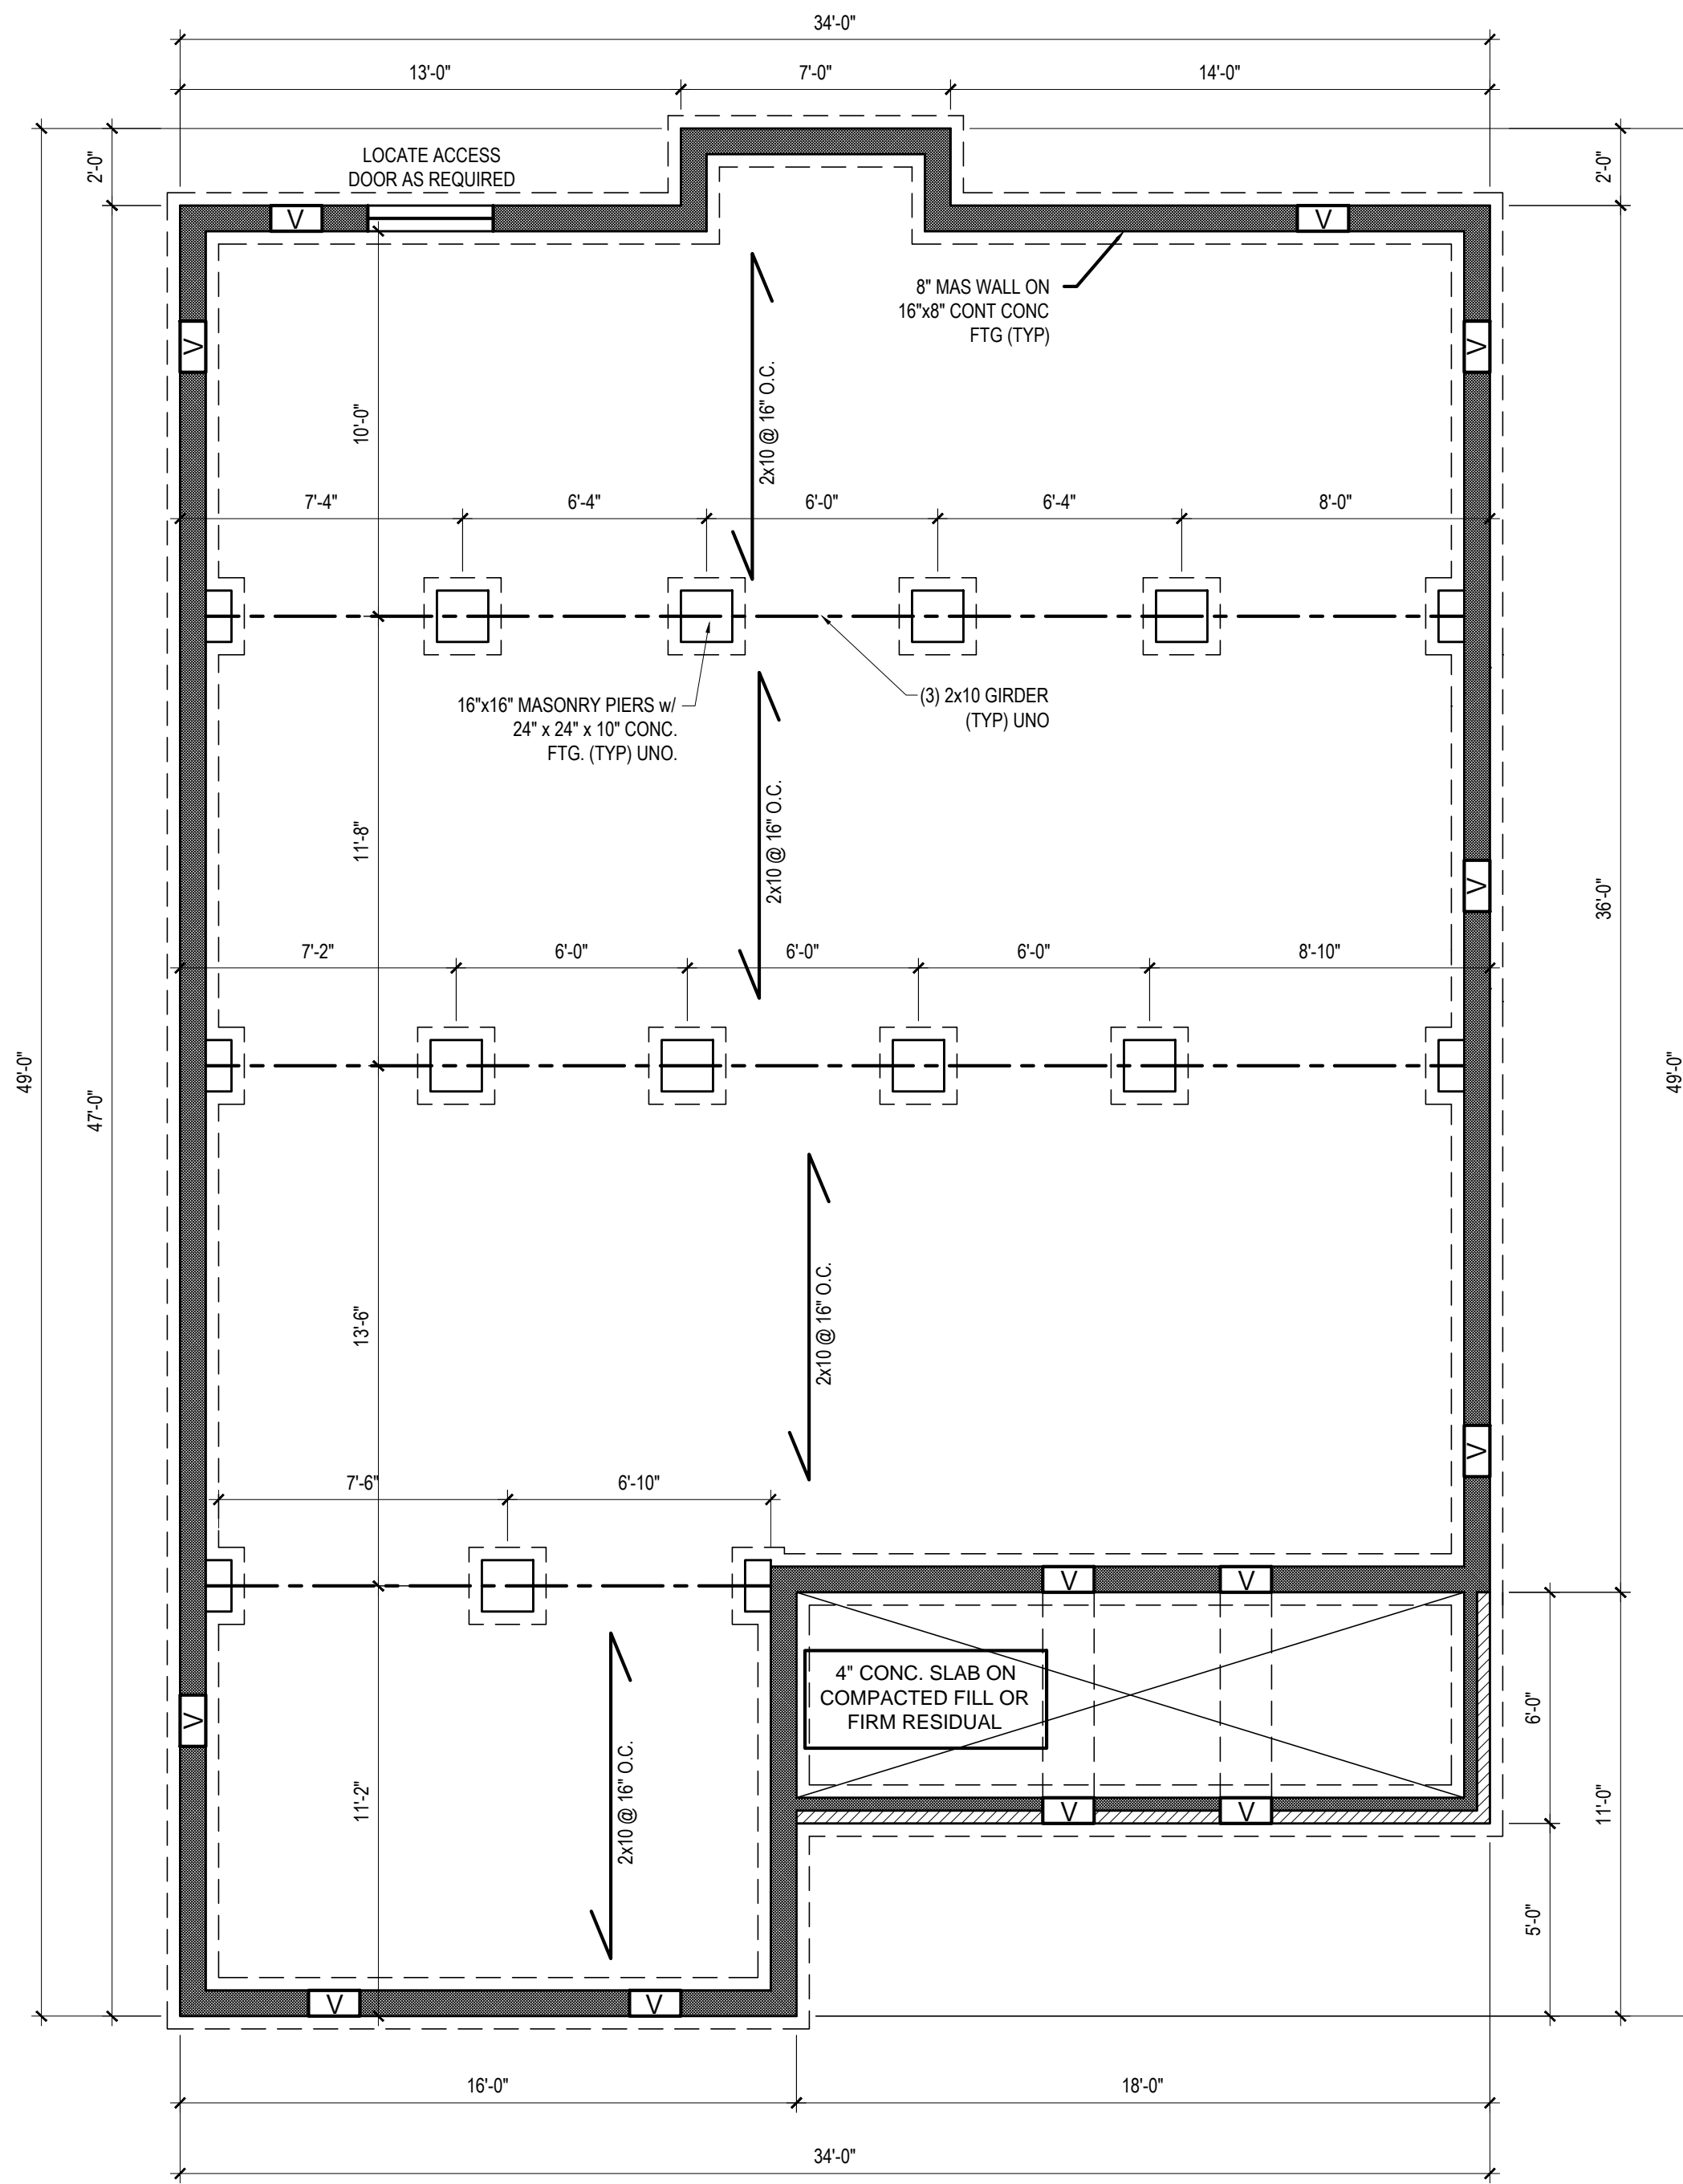 34'-0"
13'-0"
7'-0"
14'-0"
2'-0"
2'-0"
LOCATE ACCESS
DOOR AS REQUIRED
V
V
8" MAS WALL ON
16"x8" CONT CONC
FTG (TYP)
V
V
10'-0"
2x10 @ 16" O.C.
7'-4"
6'-4"
6'-0"
6'-4"
8'-0"
16"x16" MASONRY PIERS w/
24" x 24" x 10" CONC.
FTG. (TYP) UNO.
(3) 2x10 GIRDER
(TYP) UNO
11'-8"
2x10 @ 16" O.C.
V
36'-0"
7'-2"
6'-0"
6'-0"
6'-0"
8'-10"
49'-0"
47'-0"
49'-0"
13'-6"
2x10 @ 16" O.C.
V
7'-6"
6'-10"
V
V
4" CONC. SLAB ON
COMPACTED FILL OR
FIRM RESIDUAL
V
6'-0"
11'-2"
2x10 @ 16" O.C.
11'-0"
V
V
5'-0"
V
V
16'-0"
18'-0"
34'-0"